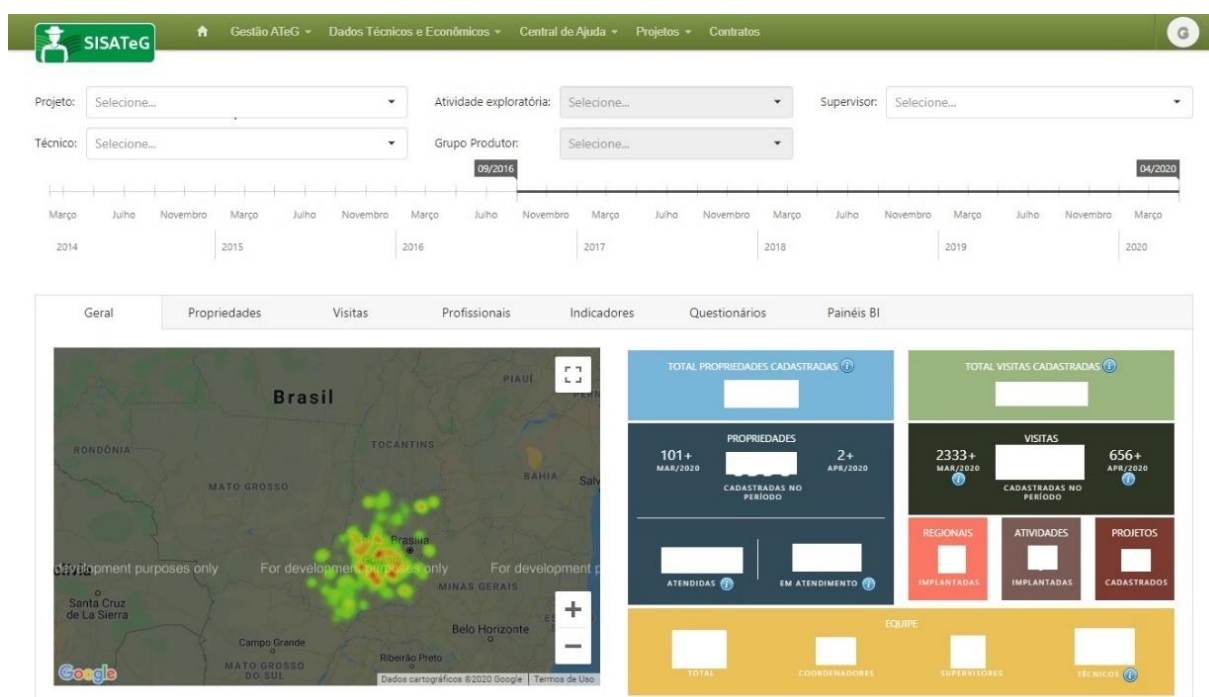 SISATeG
Gestão ATeG Dados Técnicos e Econômicos Central de Ajuda Projetos Contratos
G
Projeto: Selecione... Atividade exploratória: Selecione... Supervisor: Selecione...
Técnico: Selecione... Grupo Produtor: Selecione...
09/2016 04/2020
Março Julho Novembro Março Julho Novembro Março Julho Novembro Março Julho Novembro Março Julho Novembro Março Julho Novembro Março
2014 2015 2016 2017 2018 2019 2020
Geral Propriedades Visitas Profissionais Indicadores Questionários Painéis BI
PIAUÍ
Brasil
TOCANTINS
RONDÔNIA
BAHIA
MATO GROSSO
Brasília
development purposes only For development purposes only For development p
MINAS GERAIS
Santa Cruz
de La Sierra
Belo Horizonte
Campo Grande
MATO GROSSO
DO SUL
Ribeirão Preto
Google
Dados cartográficos ©2020 Google Termos de Uso
TOTAL PROPRIEDADES CADASTRADAS
TOTAL VISITAS CADASTRADAS
PROPRIEDADES
101+
MAR/2020
2+
APR/2020
CADASTRADAS NO
PERÍODO
ATENDIDAS
EM ATENDIMENTO
VISITAS
2333+
MAR/2020
656+
APR/2020
CADASTRADAS NO
PERÍODO
REGIONAIS
IMPLANTADAS
ATIVIDADES
IMPLANTADAS
PROJETOS
CADASTRADOS
EQUIPE
TOTAL COORDENADORES SUPERVISORES TÉCNICOS